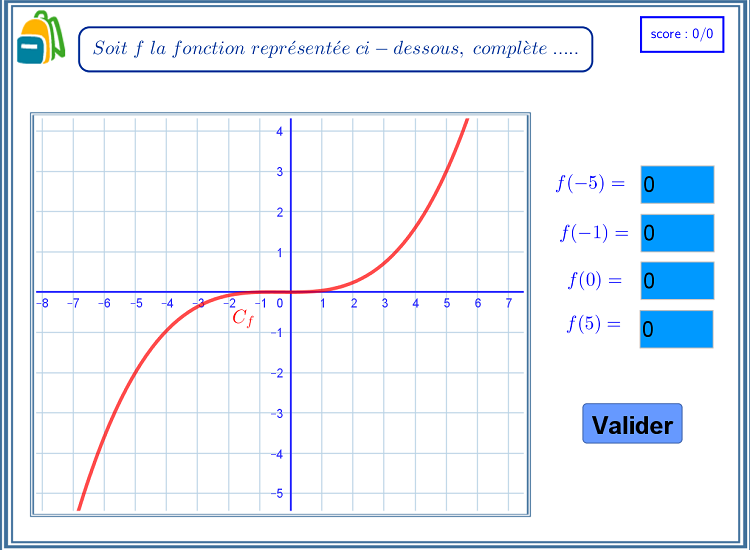 Soit f la fonction représentée ci − dessous, complète .....
score : 0/0
4
3
2
1
−8 −7 −6 −5 −4 −3 −2 −1 0 1 2 3 4 5 6 7
C_f
−1
−2
−3
−4
−5
f(−5) = 0
f(−1) = 0
f(0) = 0
f(5) = 0
Valider